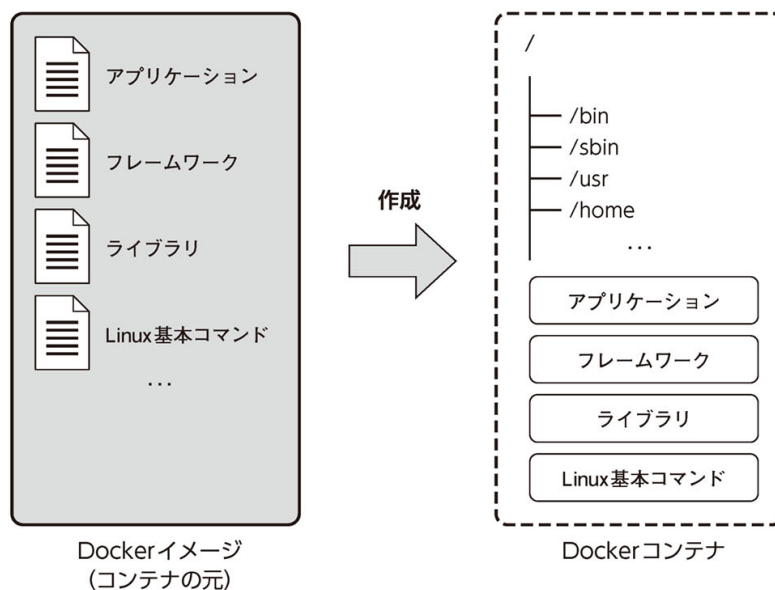 アプリケーション
フレームワーク
ライブラリ
Linux基本コマンド
...
Dockerイメージ
(コンテナの元)
作成
/
/bin
/sbin
/usr
/home
...
アプリケーション
フレームワーク
ライブラリ
Linux基本コマンド
Dockerコンテナ